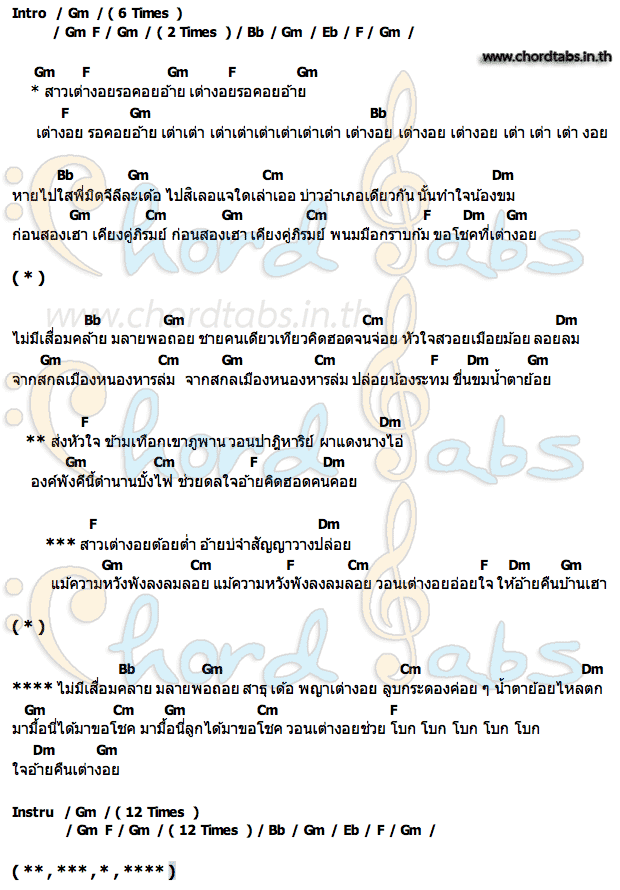 Intro / Gm / ( 6 Times )
/ Gm F / Gm / ( 2 Times ) / Bb / Gm / Eb / F / Gm /
www.chordtabs.in.th
Gm F Gm F Gm
* สาวเต่างอยรอคอยอ้าย เต่างอยรอคอยอ้าย
F Gm Bb
เต่างอย รอคอยอ้าย เต่าเต่า เต่าเต่าเต่าเต่าเต่าเต่า เต่างอย เต่างอย เต่างอย เต่า เต่า เต่า งอย
Bb Gm Cm Dm
หายไปใสพี่มิดจีลีละเด้อ ไปสิเลอแจใดเล่าเออ บ่าวอำเภอเดียวกัน นั้นทำใจน้องขม
Gm Cm Gm Cm F Dm Gm
ก่อนสองเฮา เคียงคู่ภิรมย์ ก่อนสองเฮา เคียงคู่ภิรมย์ พนมมือกราบก้ม ขอโชคที่เต่างอย
( * )
www.chordtabs.in.th
Bb Gm Cm Dm
ไม่มีเสื่อมคล้าย มลายพอถอย ชายคนเดียวเทียวคิดฮอดจนจ่อย หัวใจสวอยเมือยม้อย ลอยลม
Gm Cm Gm Cm F Dm Gm
จากสกลเมืองหนองหารล่ม จากสกลเมืองหนองหารล่ม ปล่อยน้องระทม ขื่นขมน้ำตาย้อย
F Dm
** ส่งหัวใจ ข้ามเทือกเขาภูพาน วอนปาฏิหาริย์ ผาแดงนางไอ่
Gm Cm F Dm
องค์พังคีนี้ตำนานบั้งไฟ ช่วยดลใจอ้ายคิดฮอดคนคอย
F Dm
*** สาวเต่างอยต้อยต่ำ อ้ายบ่จำสัญญาวางปล่อย
Gm Cm F Cm F Dm Gm
แม้ความหวังพังลงลมลอย แม้ความหวังพังลงลมลอย วอนเต่างอยอ่อยใจ ให้อ้ายคืนบ้านเฮา
( * )
Bb Gm Cm Dm
**** ไม่มีเสื่อมคลาย มลายพอถอย สาธุ เด้อ พญาเต่างอย ลูบกระดองค่อย ๆ น้ำตาย้อยไหลตก
Gm Cm Gm Cm F
มามื้อนี่ได้มาขอโชค มามื้อนี่ลูกได้มาขอโชค วอนเต่างอยช่วย โบก โบก โบก โบก โบก
Dm Gm
ใจอ้ายคืนเต่างอย
Instru / Gm / ( 12 Times )
/ Gm F / Gm / ( 12 Times ) / Bb / Gm / Eb / F / Gm /
( ** , *** , * , **** )